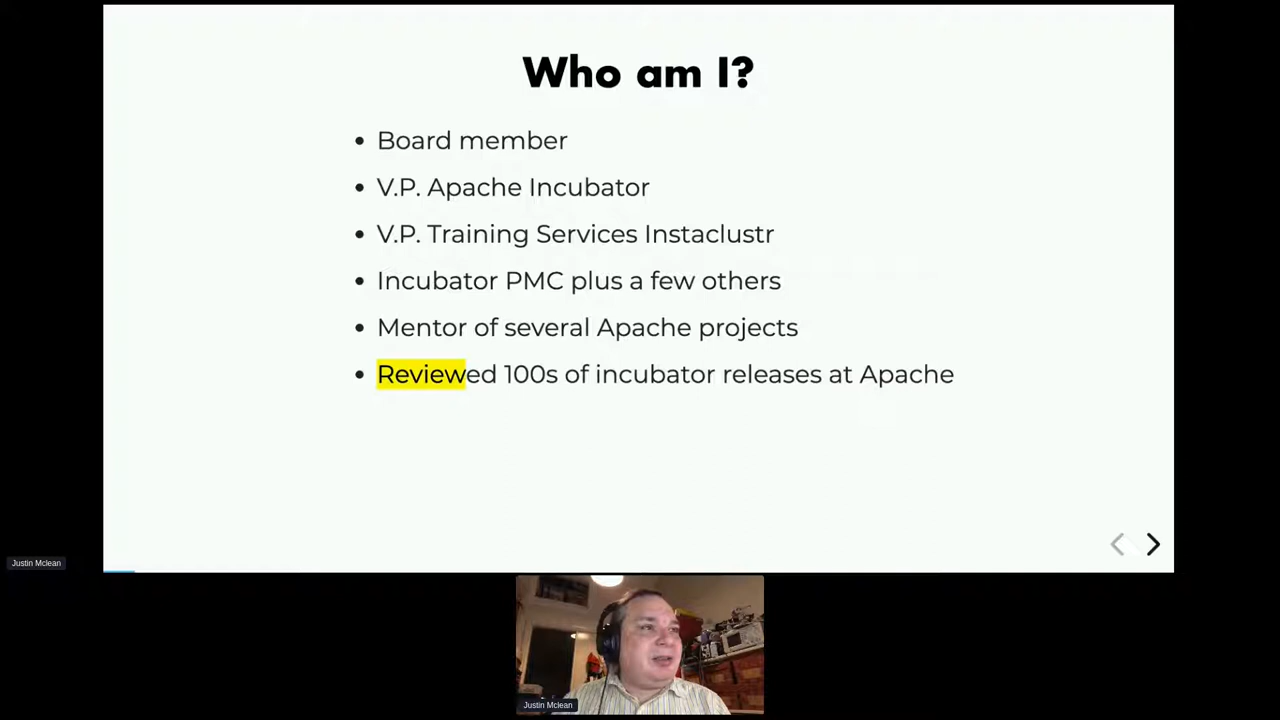 Who am I?
Board member
V.P. Apache Incubator
V.P. Training Services Instaclustr
Incubator PMC plus a few others
Mentor of several Apache projects
Reviewed 100s of incubator releases at Apache
Justin Mclean
Justin Mclean